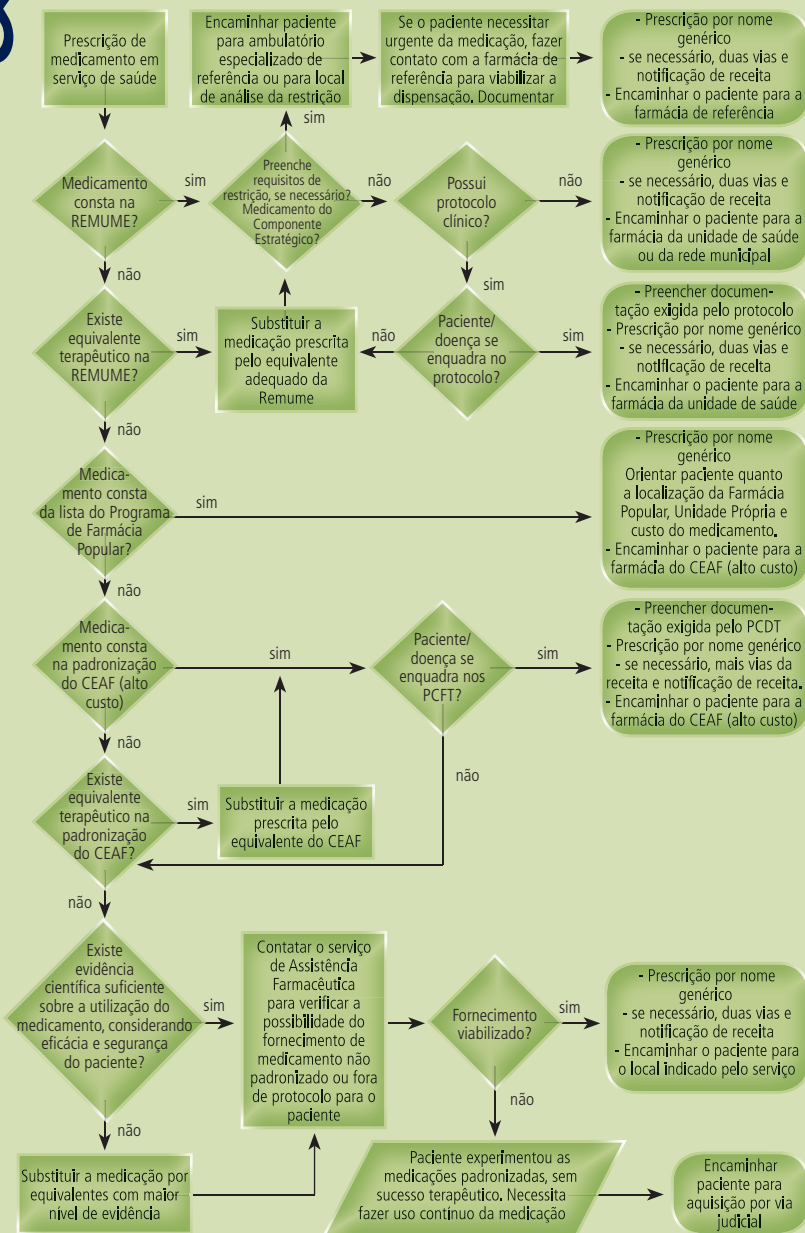 Prescrição de
medicamento em
serviço de saúde
Encaminhar paciente
para ambulatório
especializado de
referência ou para local
de análise da restrição
Se o paciente necessitar
urgente da medicação, fazer
contato com a farmácia de
referência para viabilizar a
dispensação. Documentar
- Prescrição por nome
genérico
- se necessário, duas vias e
notificação de receita
- Encaminhar o paciente para a
farmácia de referência
sim
Medicamento
consta na
REMUME?
sim
Preenche
requisitos de
restrição, se necessário?
Medicamento do
Componente
Estratégico?
não
Possui
protocolo
clínico?
não
- Prescrição por nome
genérico
- se necessário, duas vias e
notificação de receita
- Encaminhar o paciente para a
farmácia da unidade de saúde
ou da rede municipal
não
sim
Existe
equivalente
terapêutico na
REMUME?
sim
Substituir a
medicação prescrita
pelo equivalente
adequado da
Remume
não
Paciente/
doença se
enquadra no
protocolo?
sim
- Preencher documen-
tação exigida pelo protocolo
- Prescrição por nome genérico
- se necessário, duas vias e
notificação de receita
- Encaminhar o paciente para a
farmácia da unidade de saúde
não
Medica-
mento consta
da lista do Programa
de Farmácia
Popular?
sim
- Prescrição por nome
genérico
Orientar paciente quanto
a localização da Farmácia
Popular, Unidade Própria e
custo do medicamento.
- Encaminhar o paciente para a
farmácia do CEAF (alto custo)
não
Medica-
mento consta
na padronização
do CEAF (alto
custo)
sim
Paciente/
doença se
enquadra nos
PCFT?
sim
- Preencher documen-
tação exigida pelo PCDT
- Prescrição por nome genérico
- se necessário, mais vias da
receita e notificação de receita.
- Encaminhar o paciente para a
farmácia do CEAF (alto custo)
não
não
Existe
equivalente
terapêutico na
padronização
do CEAF?
sim
Substituir a medicação
prescrita pelo
equivalente do CEAF
não
Existe
evidência
científica suficiente
sobre a utilização do
medicamento, considerando
eficácia e segurança
do paciente?
sim
Contatar o serviço
de Assistência
Farmacêutica
para verificar a
possibilidade do
fornecimento de
medicamento não
padronizado ou fora
de protocolo para o
paciente
Fornecimento
viabilizado?
sim
- Prescrição por nome
genérico
- se necessário, duas vias e
notificação de receita
- Encaminhar o paciente para
o local indicado pelo serviço
não
não
Substituir a medicação por
equivalentes com maior
nível de evidência
Paciente experimentou as
medicações padronizadas, sem
sucesso terapêutico. Necessita
fazer uso contínuo da medicação
Encaminhar
paciente para
aquisição por via
judicial